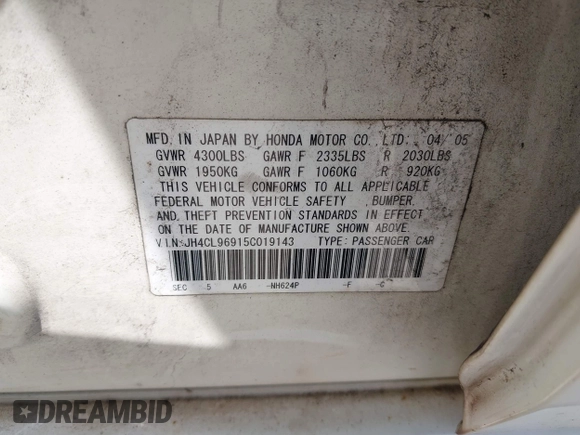 MFD. IN JAPAN BY HONDA MOTOR CO., LTD. 04/05
GVWR 4300LBS GAWR F 2335LBS R 2030LBS
GVWR 1950KG GAWR F 1060KG R 920KG
THIS VEHICLE CONFORMS TO ALL APPLICABLE
FEDERAL MOTOR VEHICLE SAFETY, BUMPER,
AND THEFT PREVENTION STANDARDS IN EFFECT
ON THE DATE OF MANUFACTURE SHOWN ABOVE.
V.I.N: JH4CL96915C019143 TYPE: PASSENGER CAR
SEC 5 AA6 -NH624P -F -C
DREAMBID